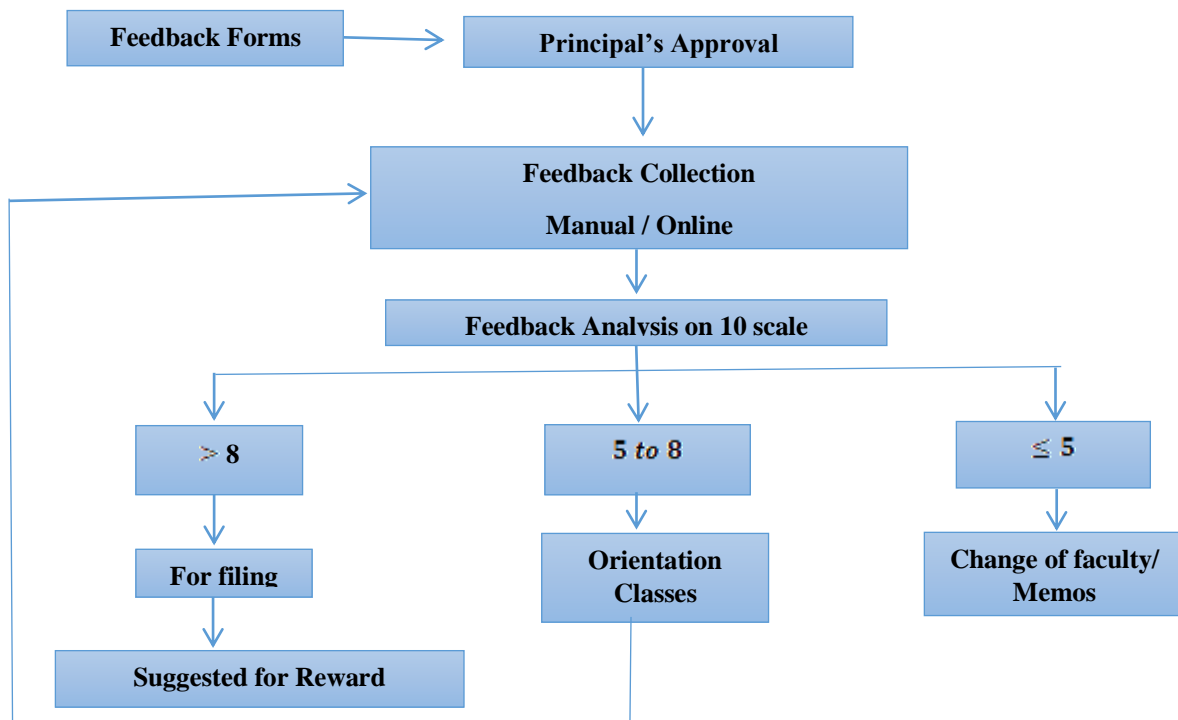 Feedback Forms
Principal’s Approval
Feedback Collection
Manual / Online
Feedback Analysis on 10 scale
> 8
5 to 8
≤ 5
For filing
Orientation
Classes
Change of faculty/
Memos
Suggested for Reward